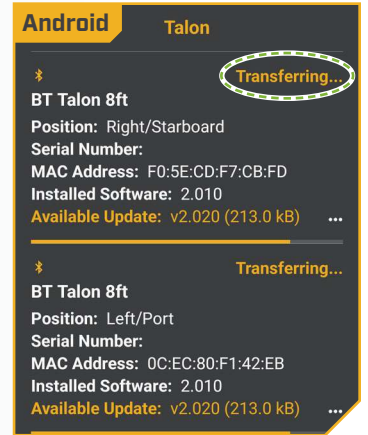 Android
Talon
Transferring...
BT Talon 8ft
Position: Right/Starboard
Serial Number:
MAC Address: F0:5E:CD:F7:CB:FD
Installed Software: 2.010
Available Update: v2.020 (213.0 kB) ...
Transferring...
BT Talon 8ft
Position: Left/Port
Serial Number:
MAC Address: 0C:EC:80:F1:42:EB
Installed Software: 2.010
Available Update: v2.020 (213.0 kB) ...